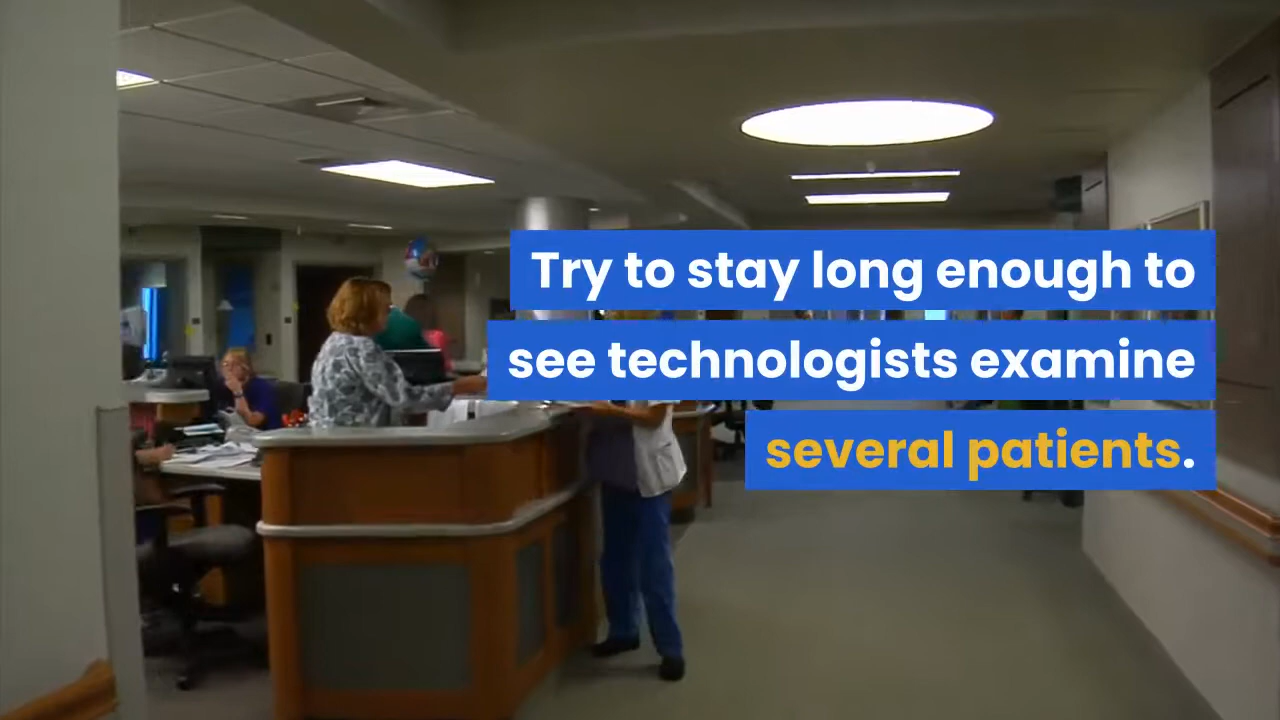 Try to stay long enough to
see technologists examine
several patients.